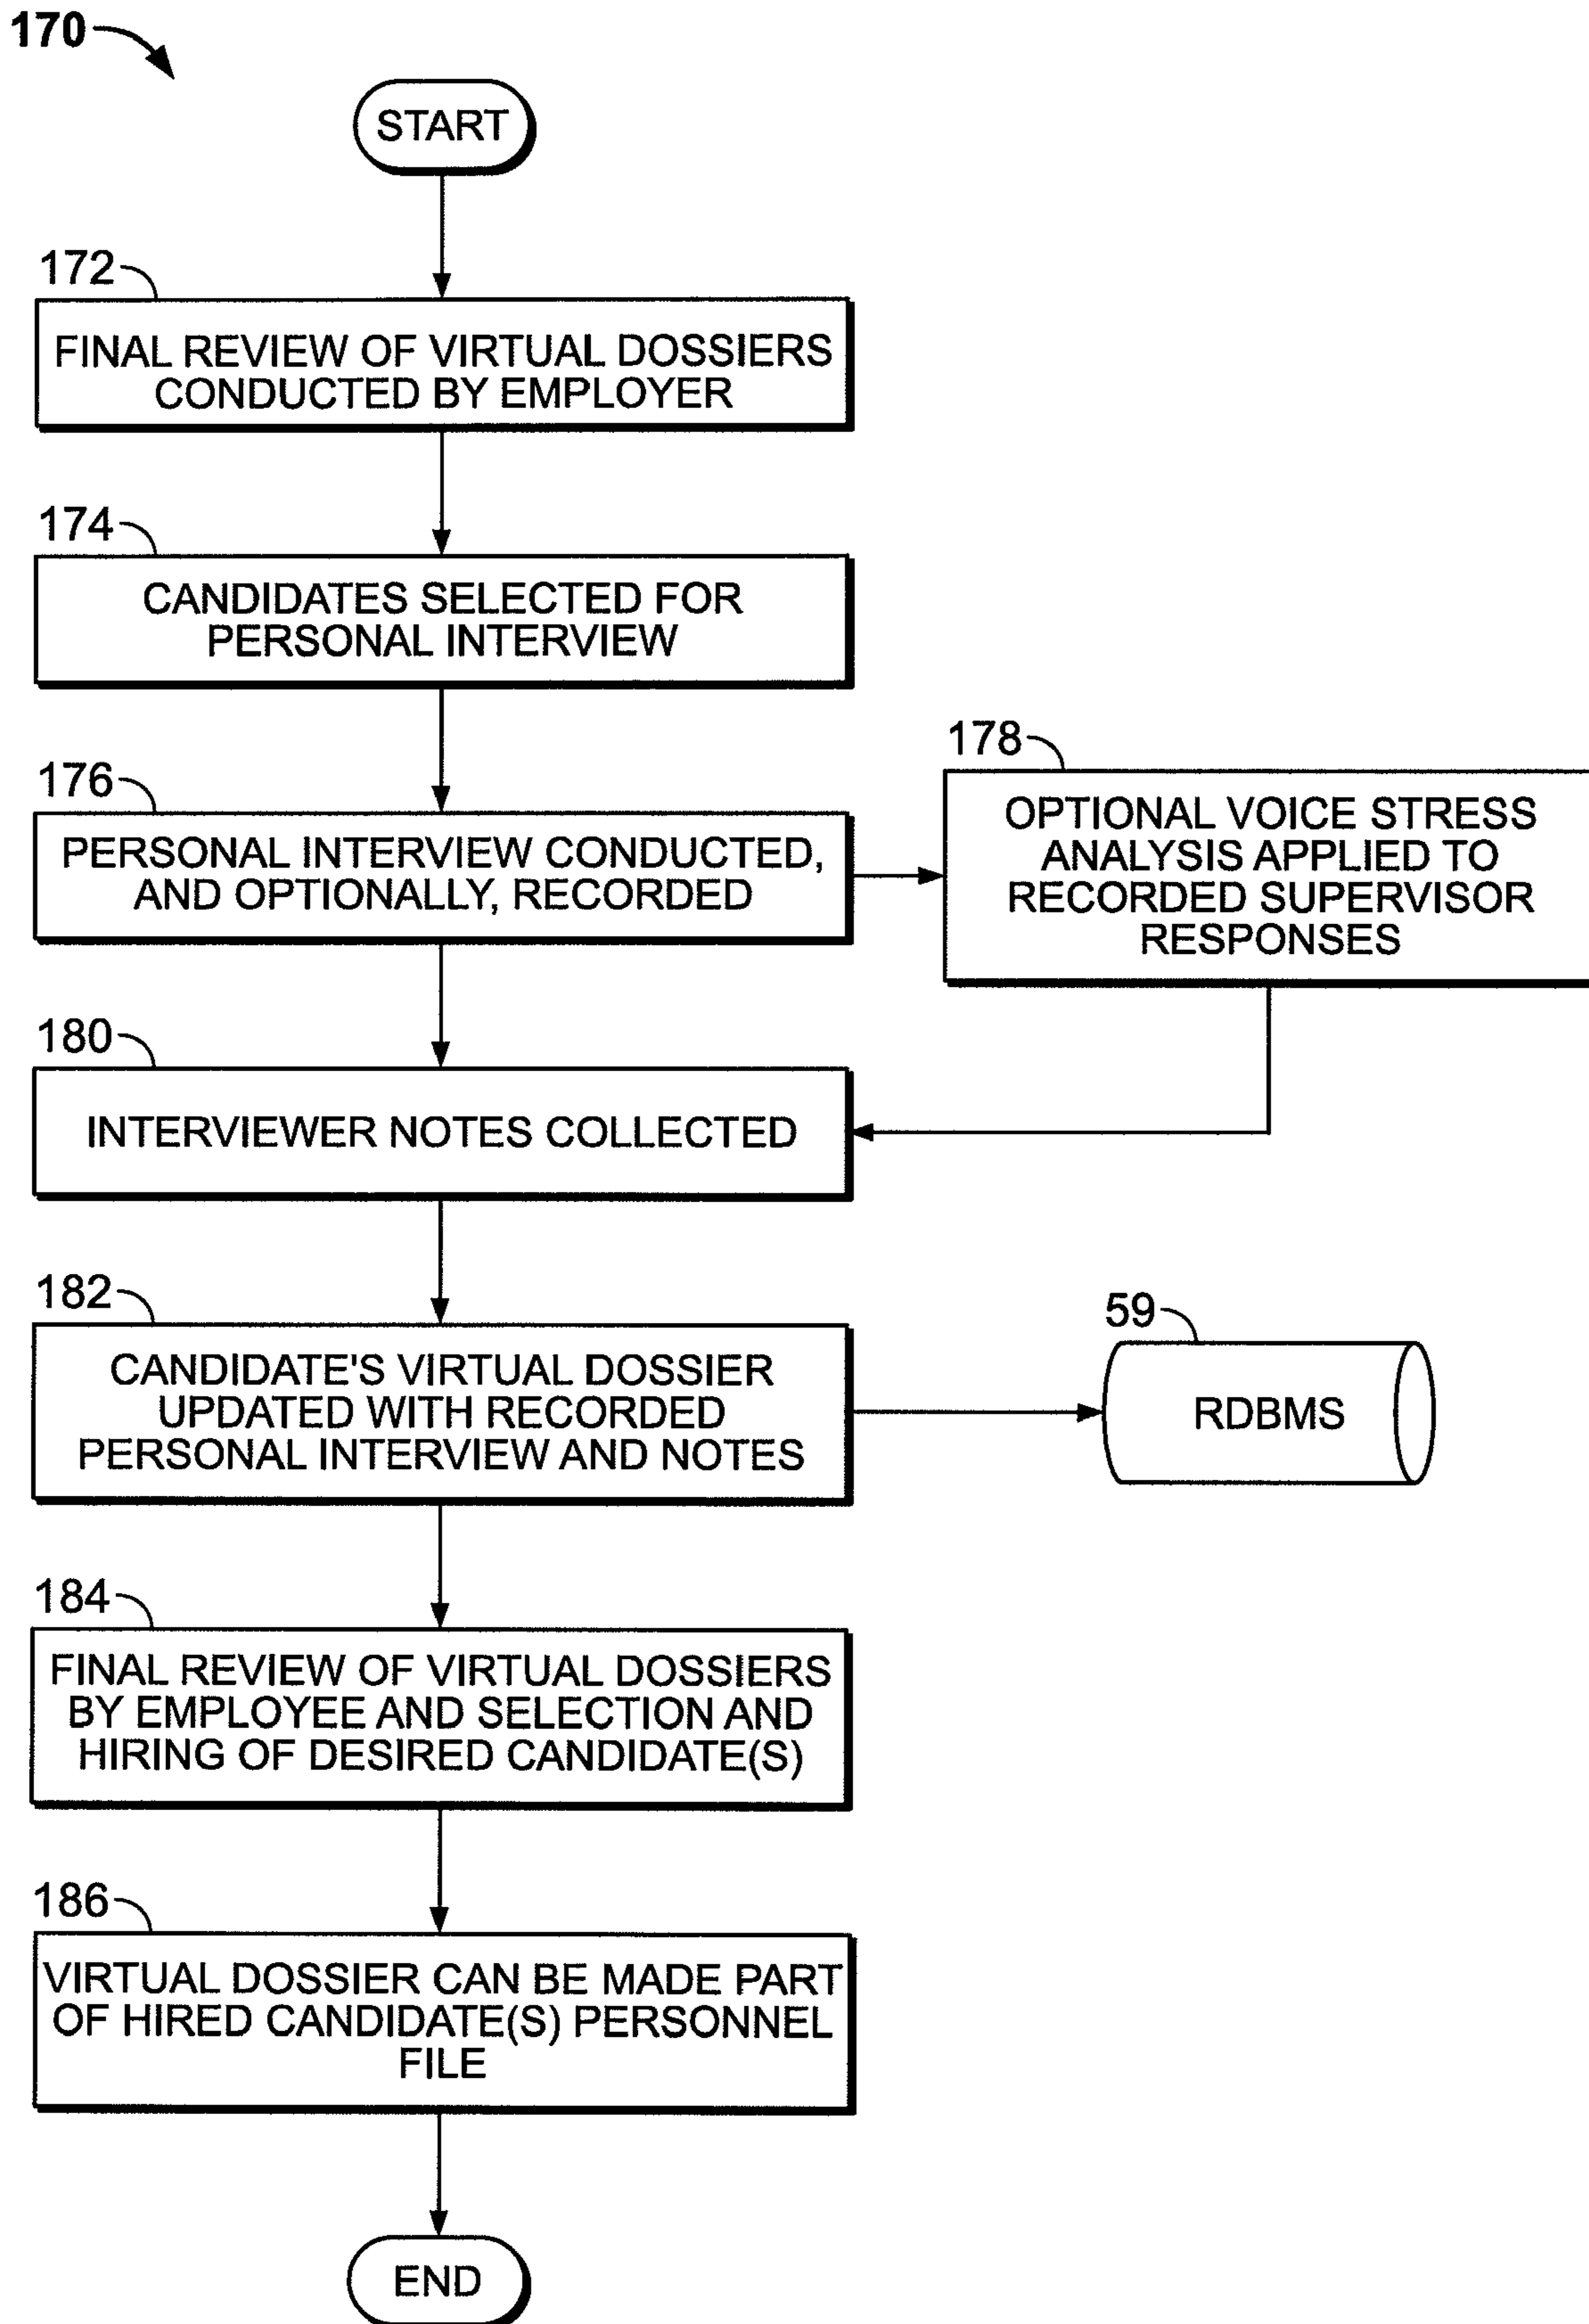 170
START
172
FINAL REVIEW OF VIRTUAL DOSSIERS
CONDUCTED BY EMPLOYER
174
CANDIDATES SELECTED FOR
PERSONAL INTERVIEW
176
PERSONAL INTERVIEW CONDUCTED,
AND OPTIONALLY, RECORDED
178
OPTIONAL VOICE STRESS
ANALYSIS APPLIED TO
RECORDED SUPERVISOR
RESPONSES
180
INTERVIEWER NOTES COLLECTED
182
CANDIDATE'S VIRTUAL DOSSIER
UPDATED WITH RECORDED
PERSONAL INTERVIEW AND NOTES
59
RDBMS
184
FINAL REVIEW OF VIRTUAL DOSSIERS
BY EMPLOYEE AND SELECTION AND
HIRING OF DESIRED CANDIDATE(S)
186
VIRTUAL DOSSIER CAN BE MADE PART
OF HIRED CANDIDATE(S) PERSONNEL
FILE
END